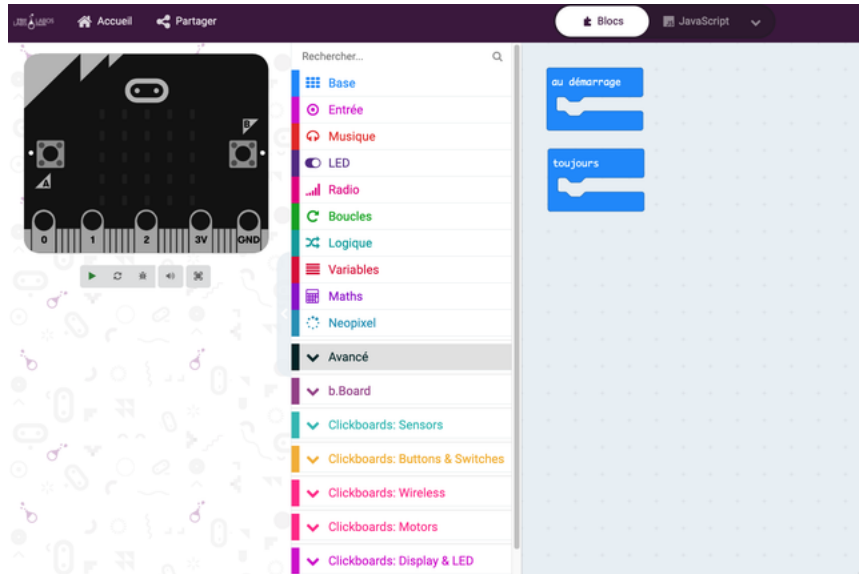 Accueil
Partager
Blocs
JavaScript
Rechercher...
Base
Entrée
Musique
LED
Radio
Boucles
Logique
Variables
Maths
Neopixel
Avancé
b.Board
Clickboards: Sensors
Clickboards: Buttons & Switches
Clickboards: Wireless
Clickboards: Motors
Clickboards: Display & LED
B
A
0 1 2 3V GND
au démarrage
toujours